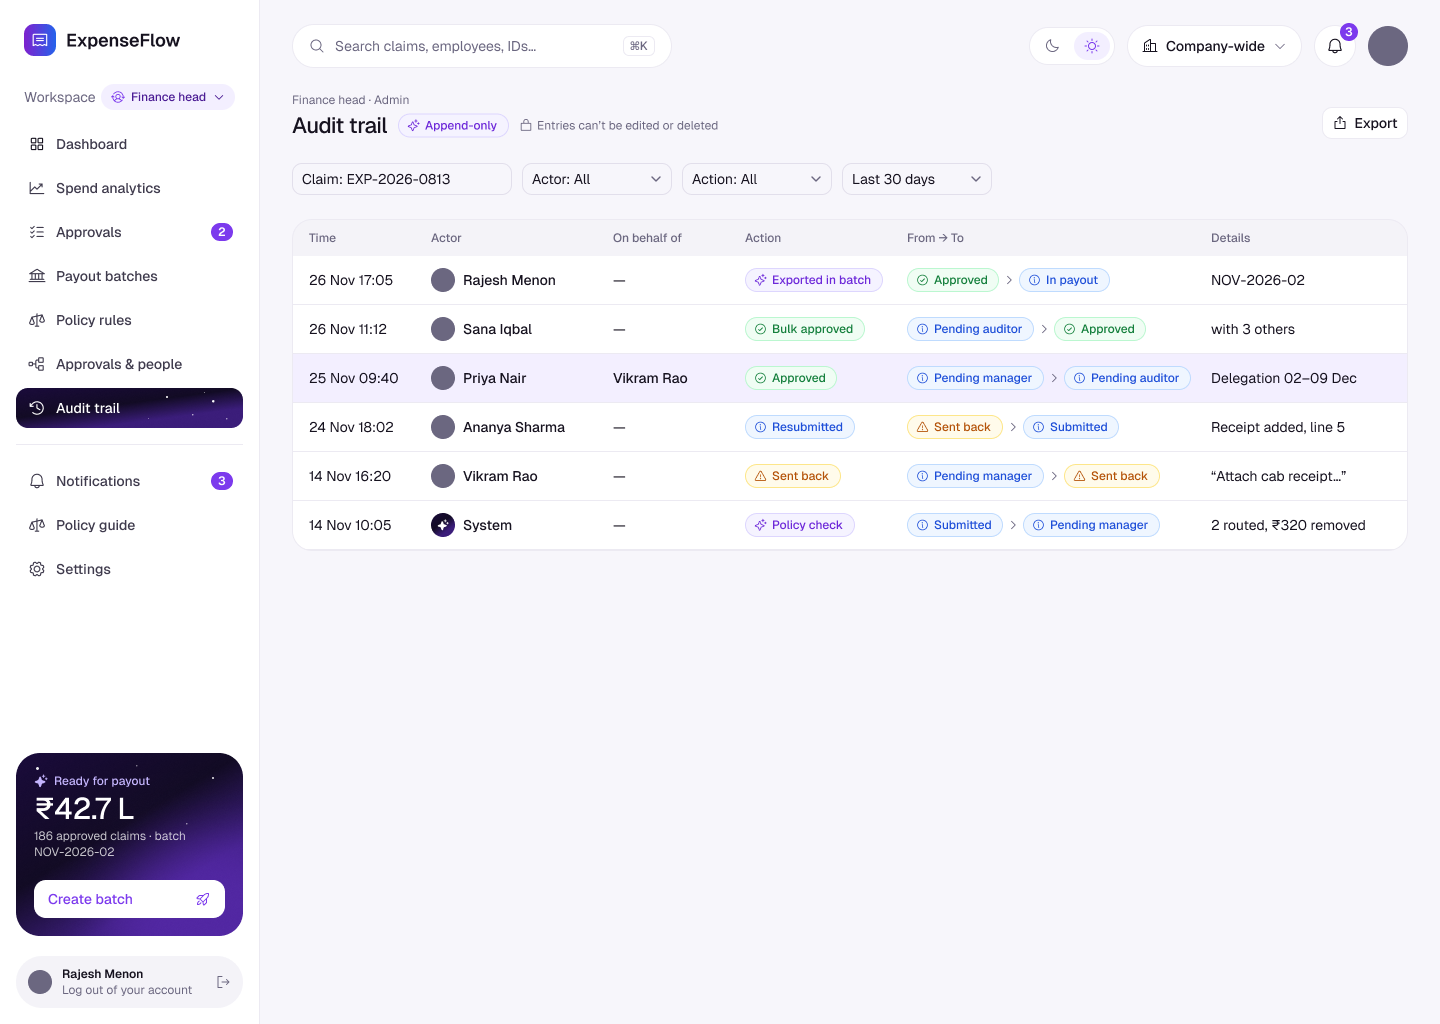 ExpenseFlow
Workspace Finance head
Dashboard
Spend analytics
Approvals 2
Payout batches
Policy rules
Approvals & people
Audit trail
Notifications 3
Policy guide
Settings
Ready for payout
₹42.7 L
186 approved claims · batch
NOV-2026-02
Create batch
Rajesh Menon
Log out of your account
Search claims, employees, IDs... ⌘K
Company-wide
3
Finance head · Admin
Audit trail Append-only Entries can't be edited or deleted
Export
Claim: EXP-2026-0813 Actor: All Action: All Last 30 days
Time Actor On behalf of Action From → To Details
26 Nov 17:05 Rajesh Menon — Exported in batch Approved In payout NOV-2026-02
26 Nov 11:12 Sana Iqbal — Bulk approved Pending auditor Approved with 3 others
25 Nov 09:40 Priya Nair Vikram Rao Approved Pending manager Pending auditor Delegation 02–09 Dec
24 Nov 18:02 Ananya Sharma — Resubmitted Sent back Submitted Receipt added, line 5
14 Nov 16:20 Vikram Rao — Sent back Pending manager Sent back “Attach cab receipt...”
14 Nov 10:05 System — Policy check Submitted Pending manager 2 routed, ₹320 removed